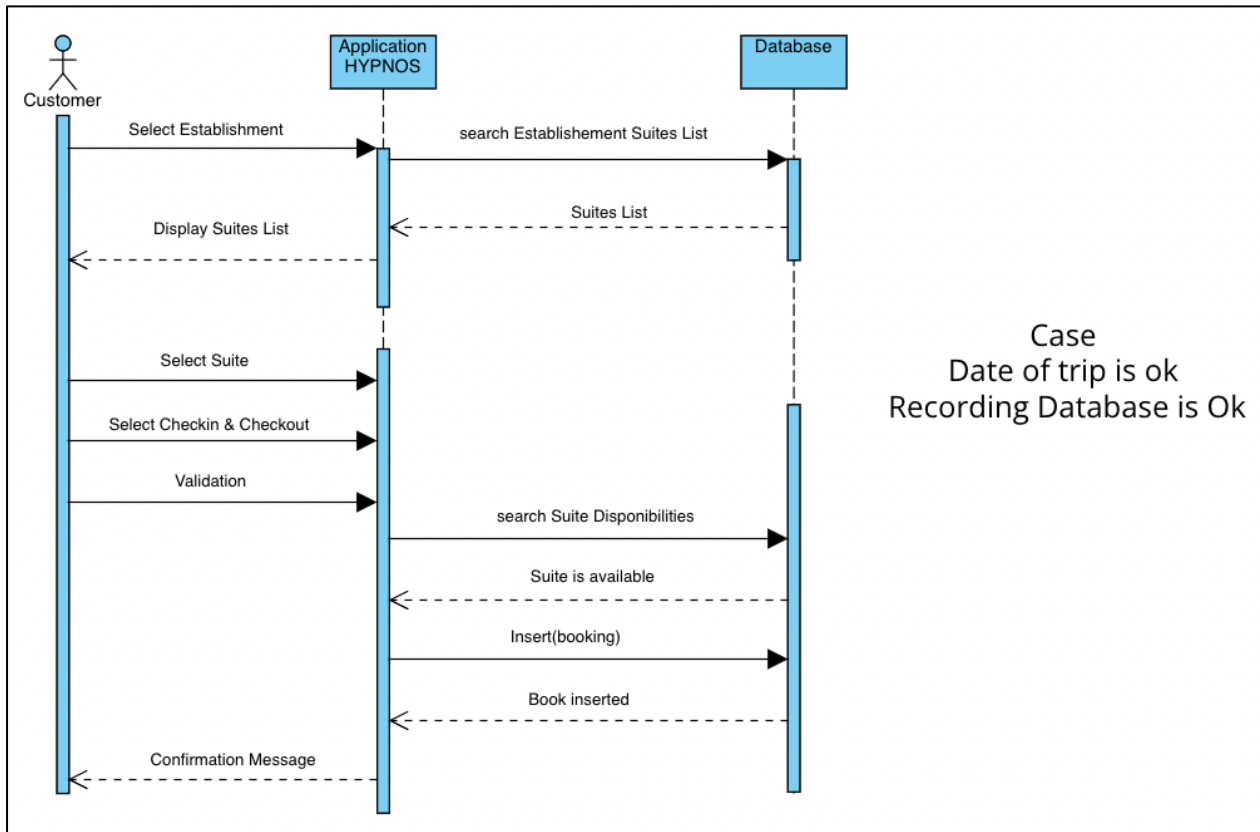 Application
HYPNOS
Database
Customer
Select Establishment
search Establishement Suites List
Suites List
Display Suites List
Case
Date of trip is ok
Recording Database is Ok
Select Suite
Select Checkin & Checkout
Validation
search Suite Disponibilities
Suite is available
Insert(booking)
Book inserted
Confirmation Message